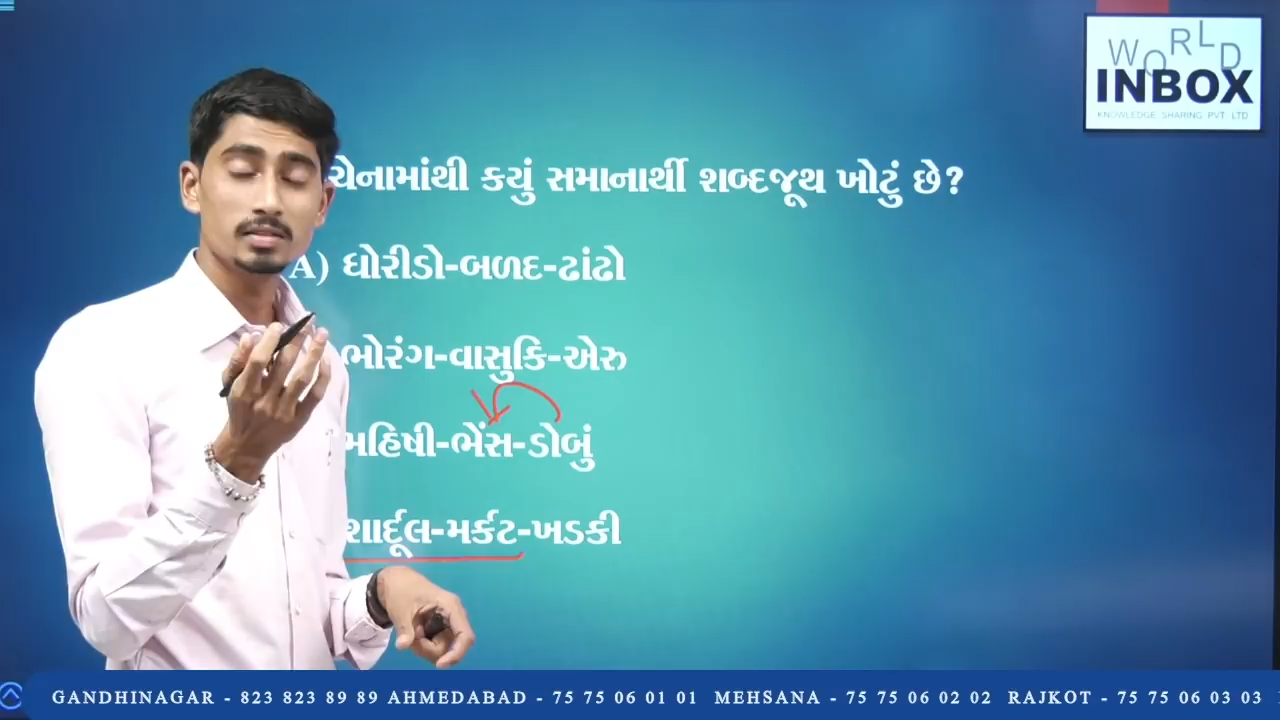 WORLD
INBOX
KNOWLEDGE SHARING PVT LTD
કયું સમાનાર્થી શબ્દજૂથ ખોટું છે?
A) ધોરીડો-બળદ-ઢાંઢો
ભોરંગ-વાસુકિ-એરુ
મહિષી-ભેંસ-ડોબું
શાર્દૂલ-મર્કટ-ખડકી
GANDHINAGAR - 823 823 89 89 AHMEDABAD - 75 75 06 01 01 MEHSANA - 75 75 06 02 02 RAJKOT - 75 75 06 03 03